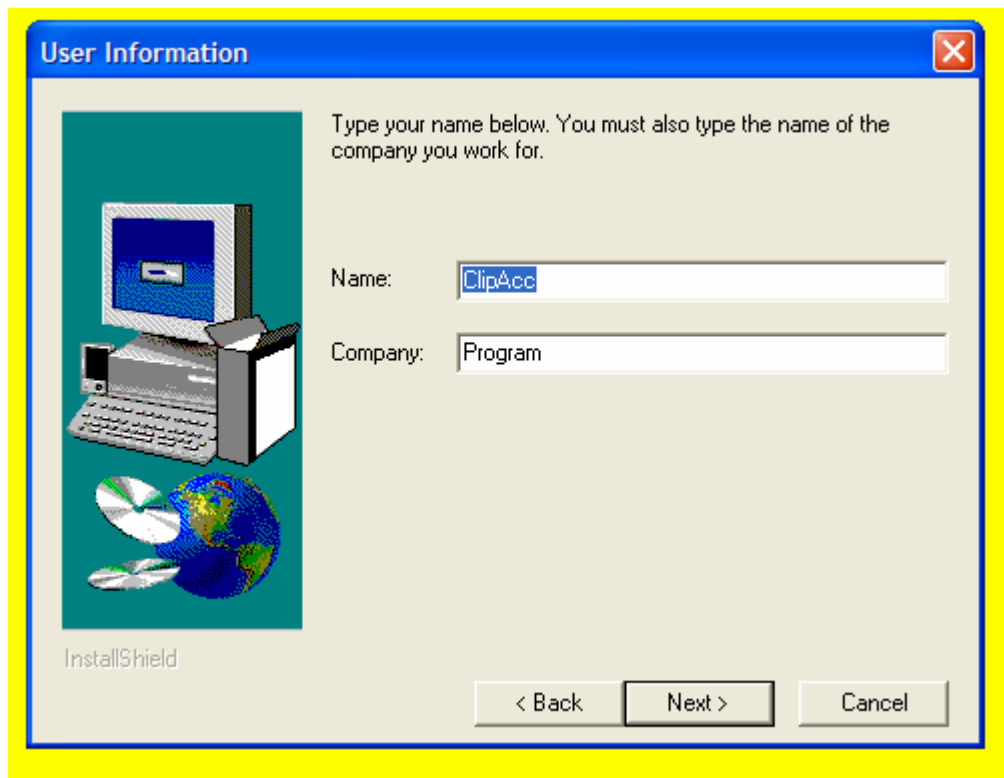 User Information
Type your name below. You must also type the name of the
company you work for.
Name: ClipAcc
Company: Program
InstallShield
< Back Next > Cancel